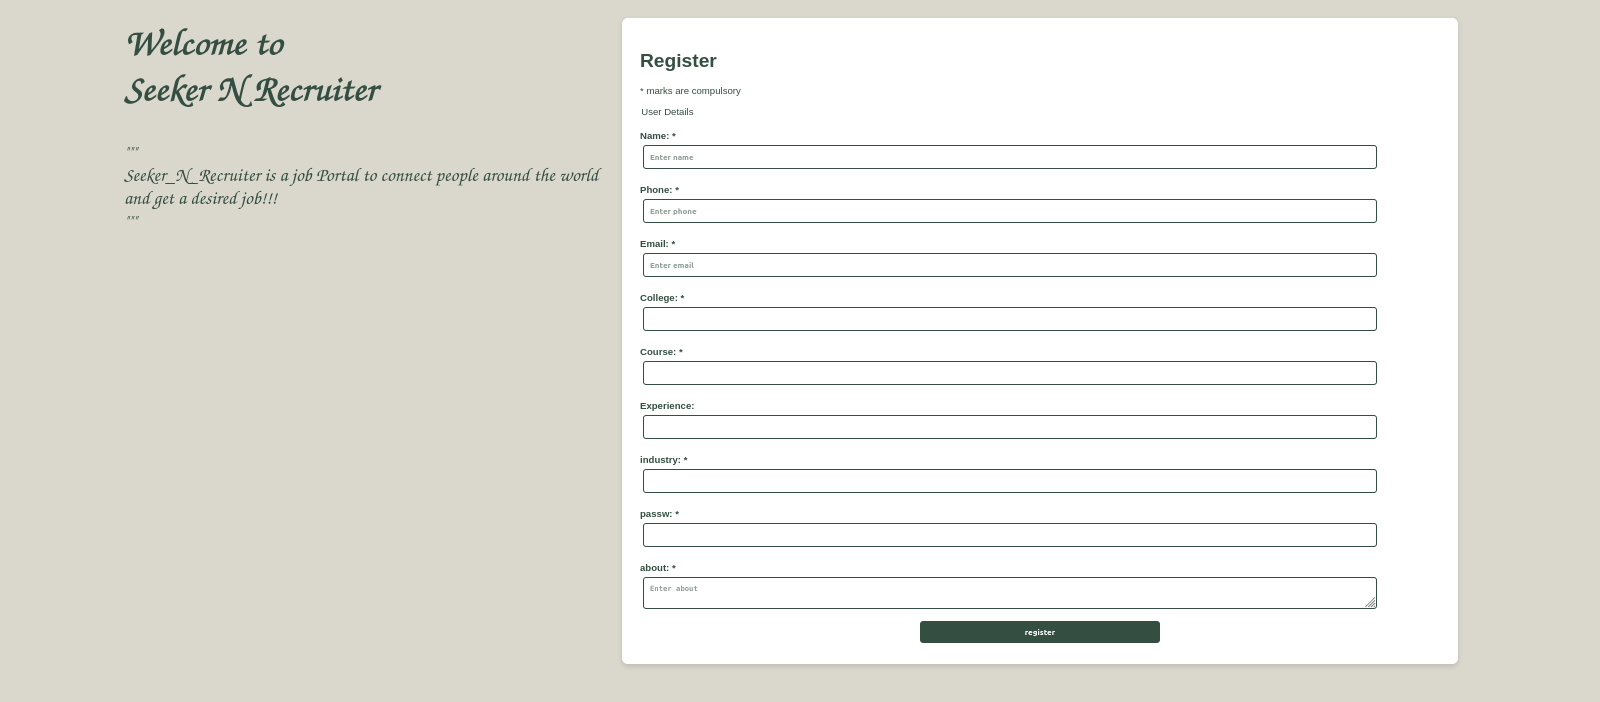 Welcome to
Seeker N Recruiter
"""
Seeker_N_Recruiter is a job Portal to connect people around the world
and get a desired job!!!
"""
Register
* marks are compulsory
User Details
Name: *
Enter name
Phone: *
Enter phone
Email: *
Enter email
College: *
Course: *
Experience:
industry: *
passw: *
about: *
Enter about
register